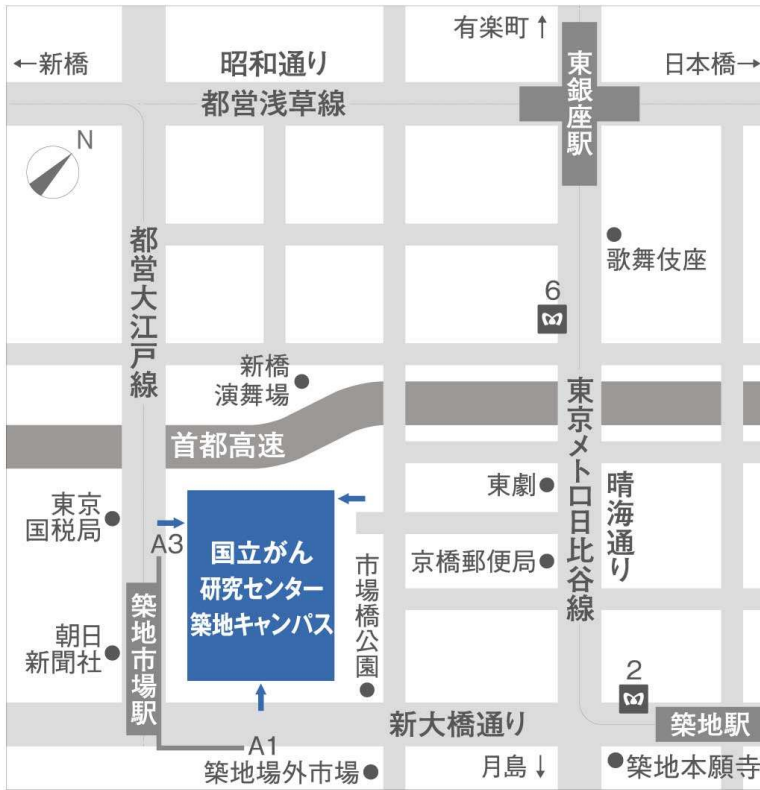 有楽町↑
←新橋
昭和通り
日本橋→
都営浅草線
東銀座駅
N
都営大江戸線
歌舞伎座
6
新橋
演舞場
首都高速
東京メトロ日比谷線
晴海通り
東劇
東京
国税局
A3
国立がん
研究センター
築地キャンパス
京橋郵便局
市場橋公園
築地市場駅
朝日
新聞社
2
新大橋通り
築地駅
A1
築地場外市場
月島↓
築地本願寺